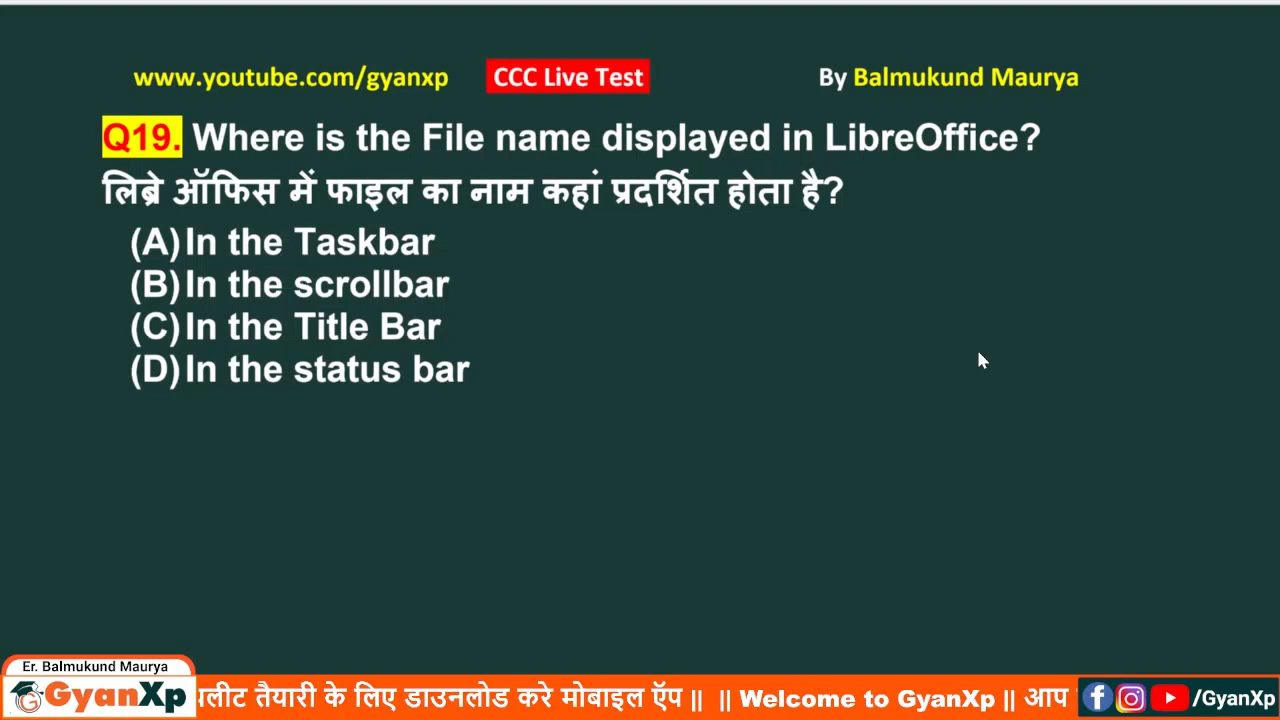 www.youtube.com/gyanxp CCC Live Test By Balmukund Maurya
Q19. Where is the File name displayed in LibreOffice?
लिब्रे ऑफिस में फाइल का नाम कहां प्रदर्शित होता है?
(A) In the Taskbar
(B) In the scrollbar
(C) In the Title Bar
(D) In the status bar
Er. Balmukund Maurya
GyanXp तैयारी के लिए डाउनलोड करे मोबाइल ऍप || || Welcome to GyanXp || आप /GyanXp